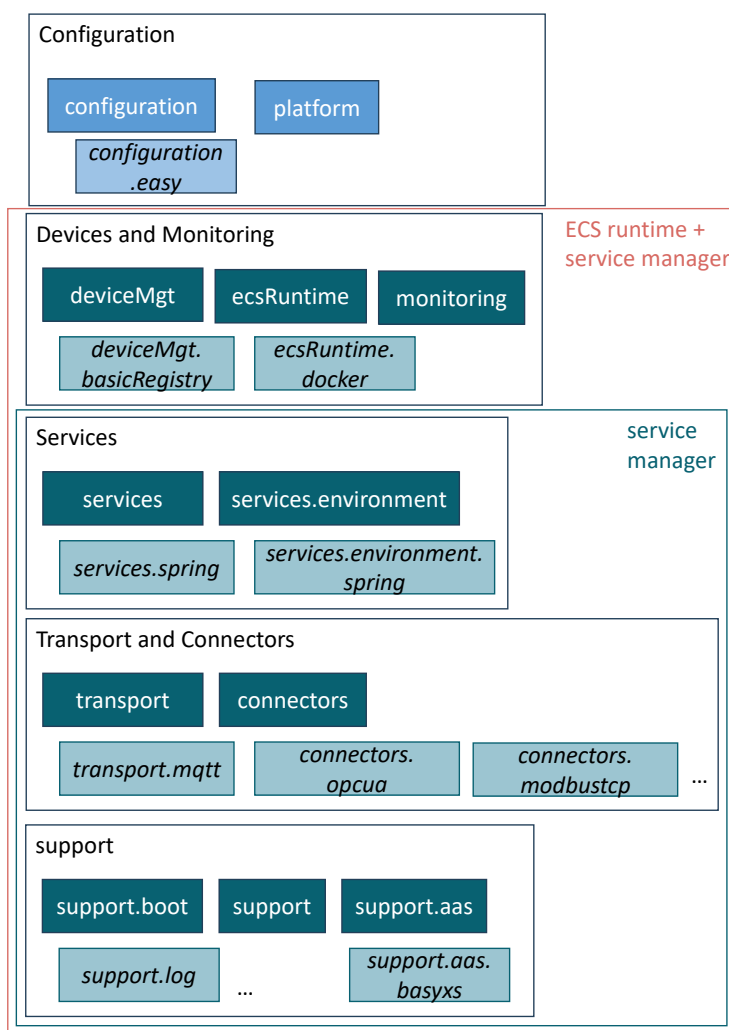 Configuration
configuration
platform
configuration
.easy
ECS runtime +
service manager
Devices and Monitoring
deviceMgt
ecsRuntime
monitoring
deviceMgt.
basicRegistry
ecsRuntime.
docker
service
manager
Services
services
services.environment
services.spring
services.environment.
spring
Transport and Connectors
transport
connectors
transport.mqtt
connectors.
opcua
connectors.
modbustcp
...
support
support.boot
support
support.aas
support.log
...
support.aas.
basyxs